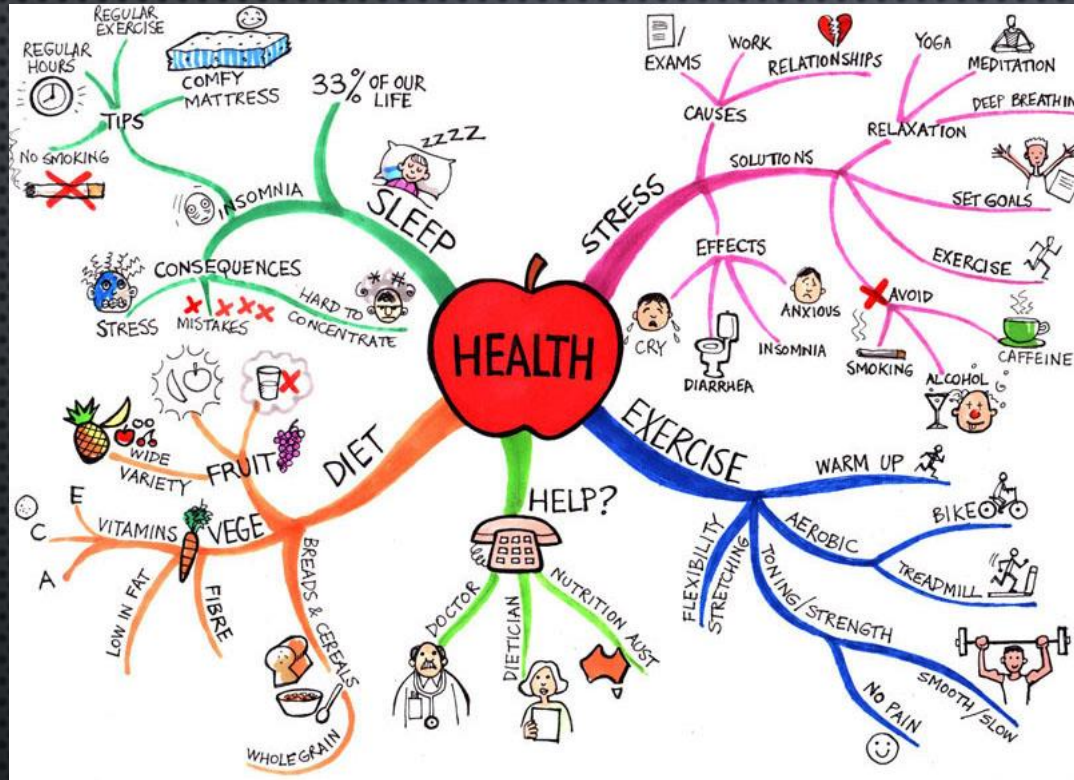 HEALTH
SLEEP
33% OF OUR
LIFE
ZZZZ
INSOMNIA
TIPS
NO SMOKING
REGULAR
HOURS
REGULAR
EXERCISE
COMFY
MATTRESS
CONSEQUENCES
STRESS
MISTAKES
HARD TO
CONCENTRATE
STRESS
CAUSES
EXAMS
WORK
RELATIONSHIPS
SOLUTIONS
RELAXATION
YOGA
MEDITATION
DEEP BREATHIN
SET GOALS
EXERCISE
AVOID
SMOKING
ALCOHOL
CAFFEINE
EFFECTS
CRY
DIARRHEA
INSOMNIA
ANXIOUS
EXERCISE
WARM UP
AEROBIC
BIKE
TREADMILL
TONING/STRENGTH
SMOOTH/SLOW
NO PAIN
FLEXIBILITY
STRETCHING
HELP?
DOCTOR
DIETICIAN
NUTRITION AUST
DIET
FRUIT
WIDE
VARIETY
VEGE
VITAMINS
E
C
A
LOW IN FAT
FIBRE
BREADS & CEREALS
WHOLEGRAIN